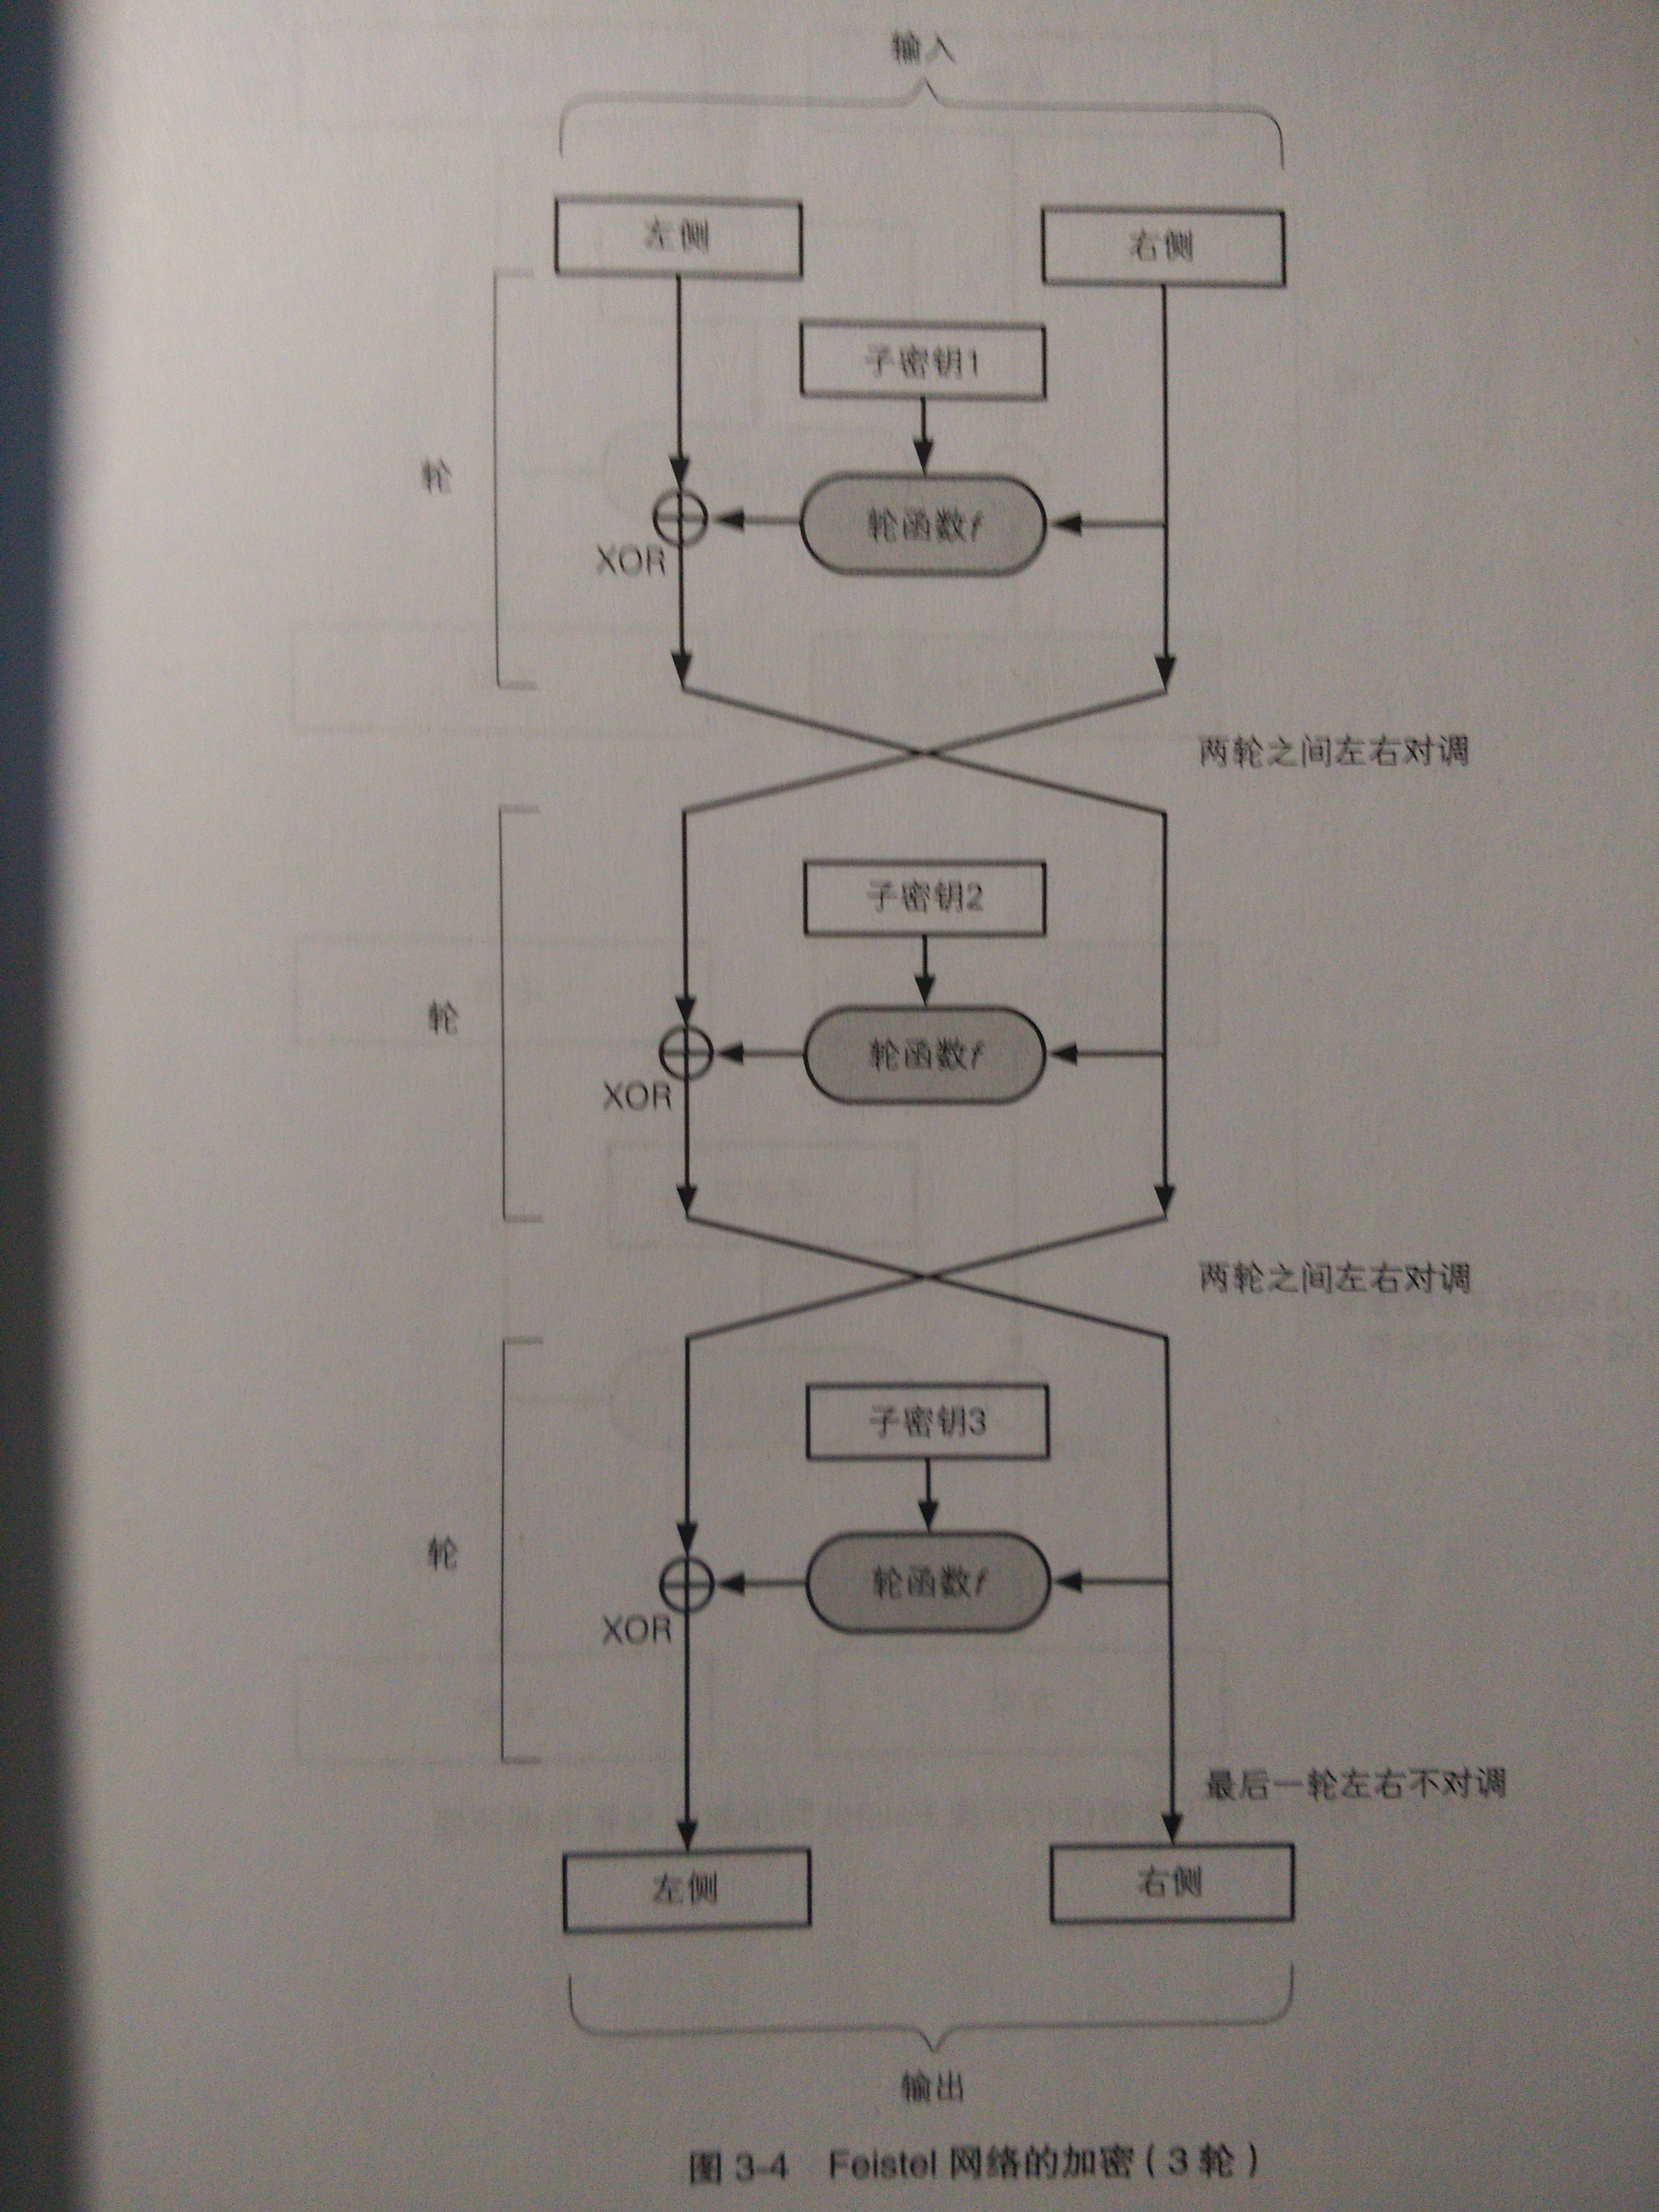 输入
左侧
右侧
子密钥1
轮
轮函数f
XOR
两轮之间左右对调
子密钥2
轮
轮函数f
XOR
两轮之间左右对调
子密钥3
轮
轮函数f
XOR
最后一轮左右不对调
左侧
右侧
输出
图 3-4 Feistel 网络的加密（3 轮）